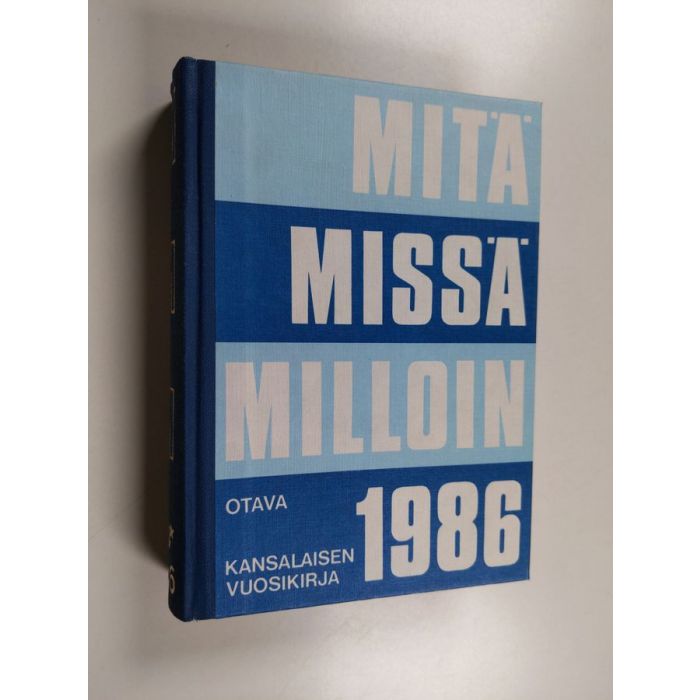 MITÄ
MISSÄ
MILLOIN
1986
OTAVA
KANSALAISEN
VUOSIKIRJA